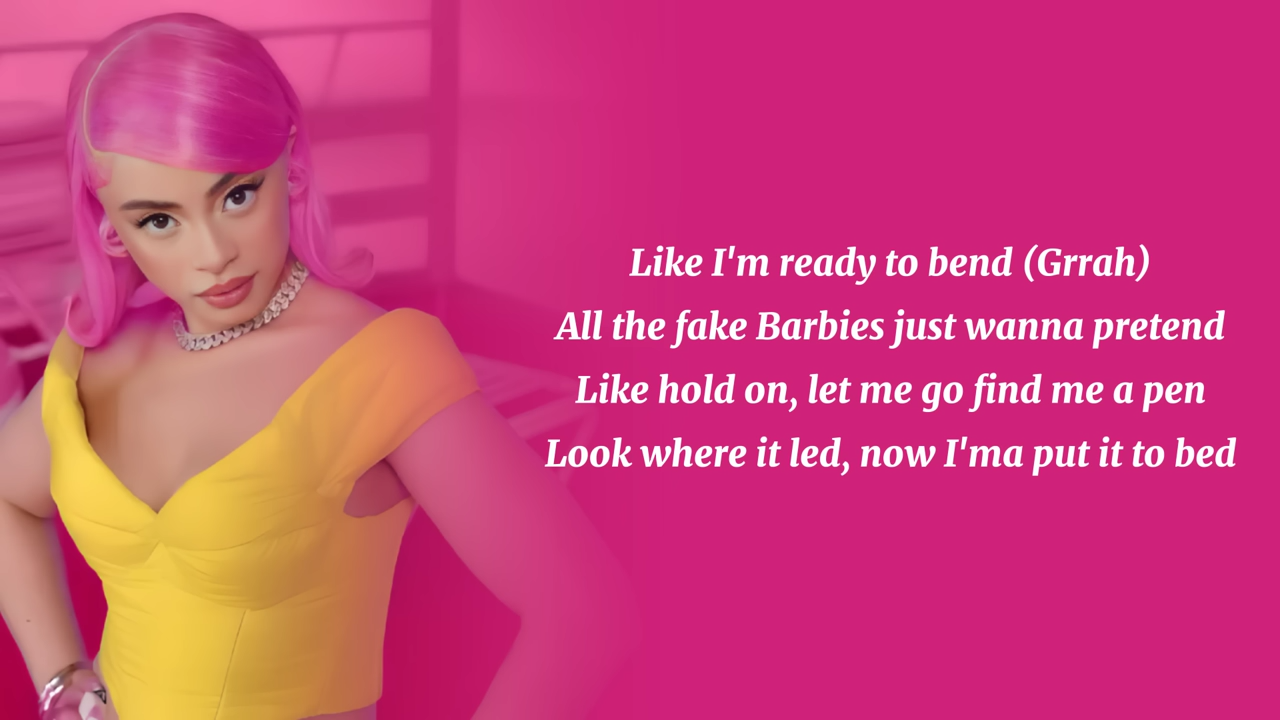 Like I'm ready to bend (Grrah)
All the fake Barbies just wanna pretend
Like hold on, let me go find me a pen
Look where it led, now I'ma put it to bed